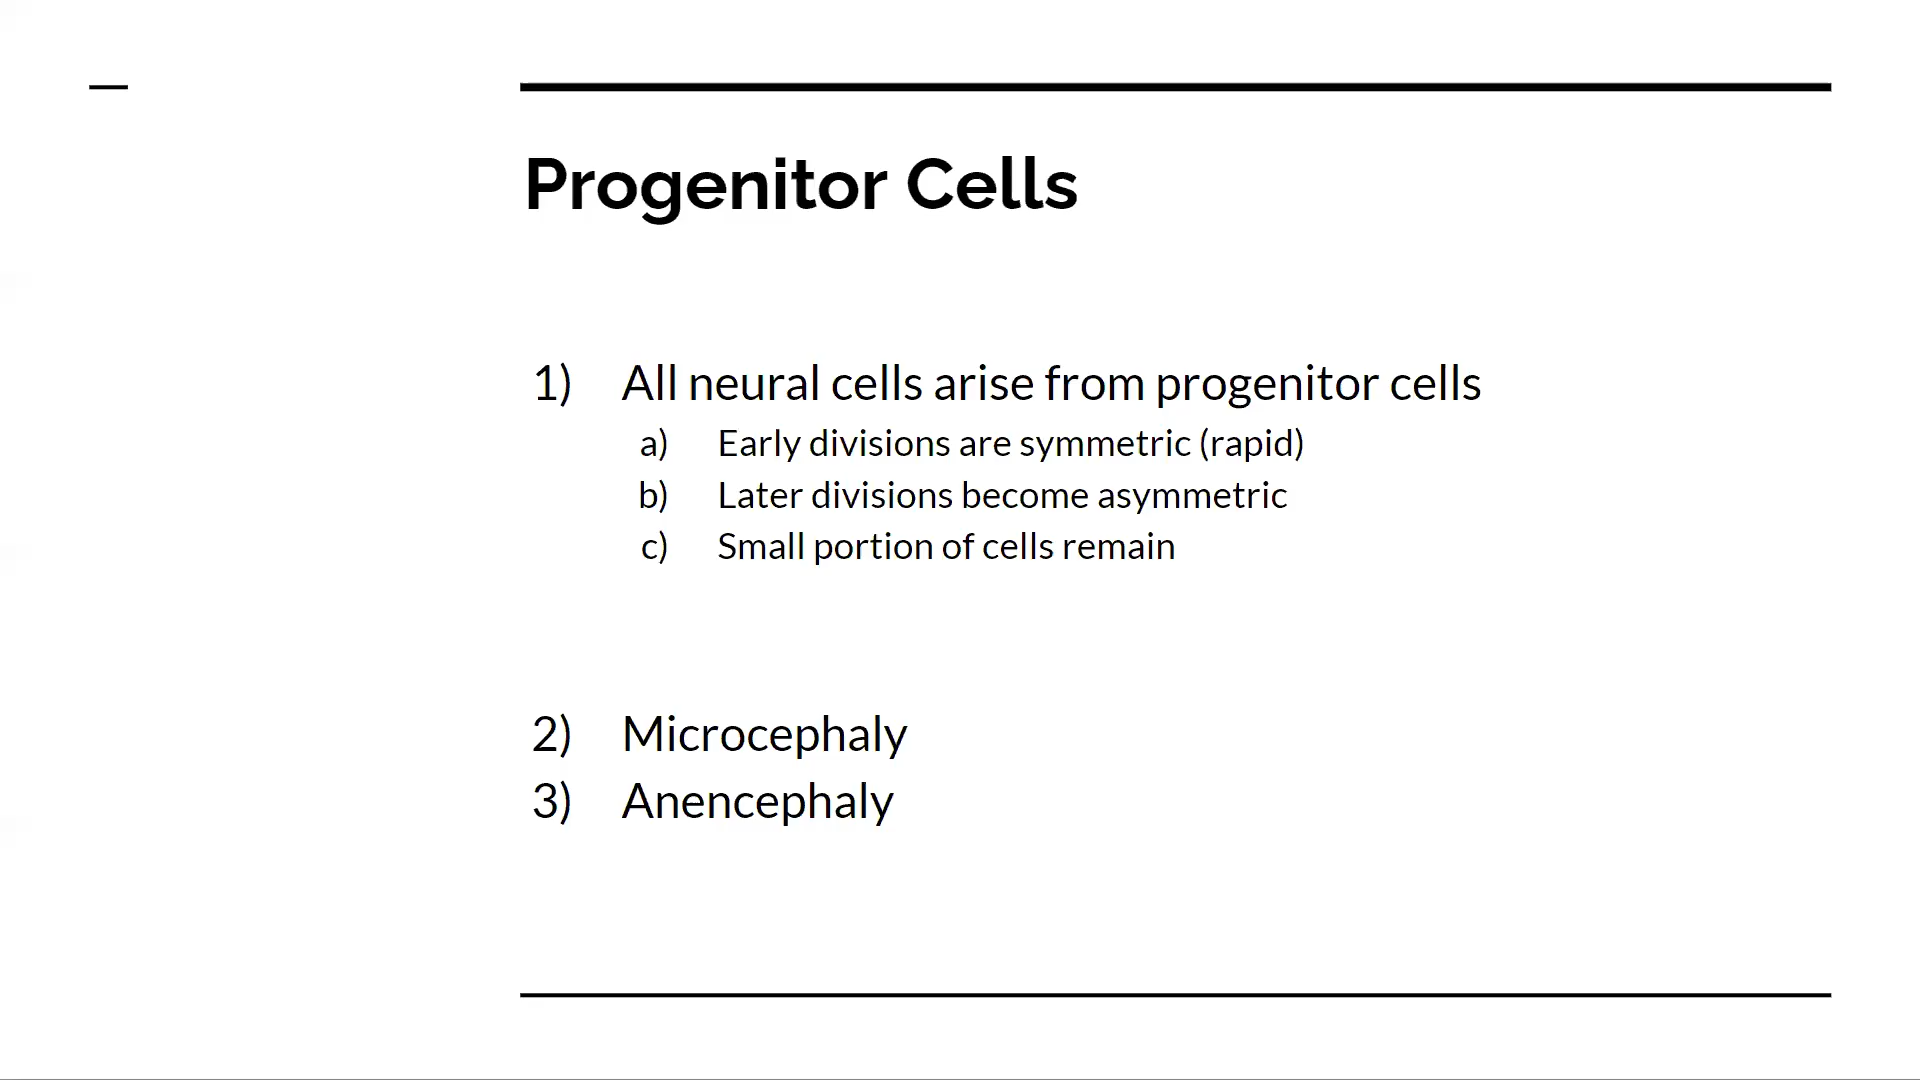 Progenitor Cells
1) All neural cells arise from progenitor cells
a) Early divisions are symmetric (rapid)
b) Later divisions become asymmetric
c) Small portion of cells remain
2) Microcephaly
3) Anencephaly